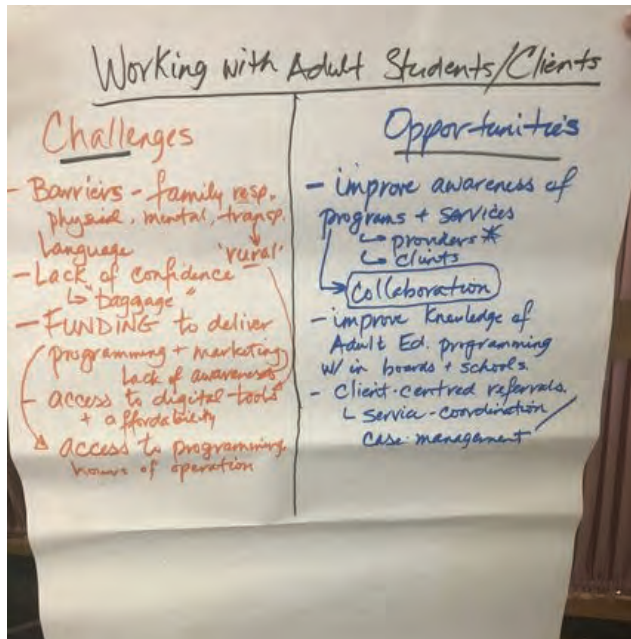 Working with Adult Students/Clients
Challenges
- Barriers - family resp.
physical, mental, transp.
Language 'rural'
- Lack of confidence
↳ "baggage"
- FUNDING to deliver
programming + marketing
Lack of awareness
- access to digital tools
+ affordability
access to programming
hours of operation
Opportunities
- improve awareness of
programs + services
↳ providers *
↳ clients
Collaboration
- improve knowledge of
Adult Ed. programming
w/in boards + schools.
- Client-centred referrals.
└ service-coordination
case management